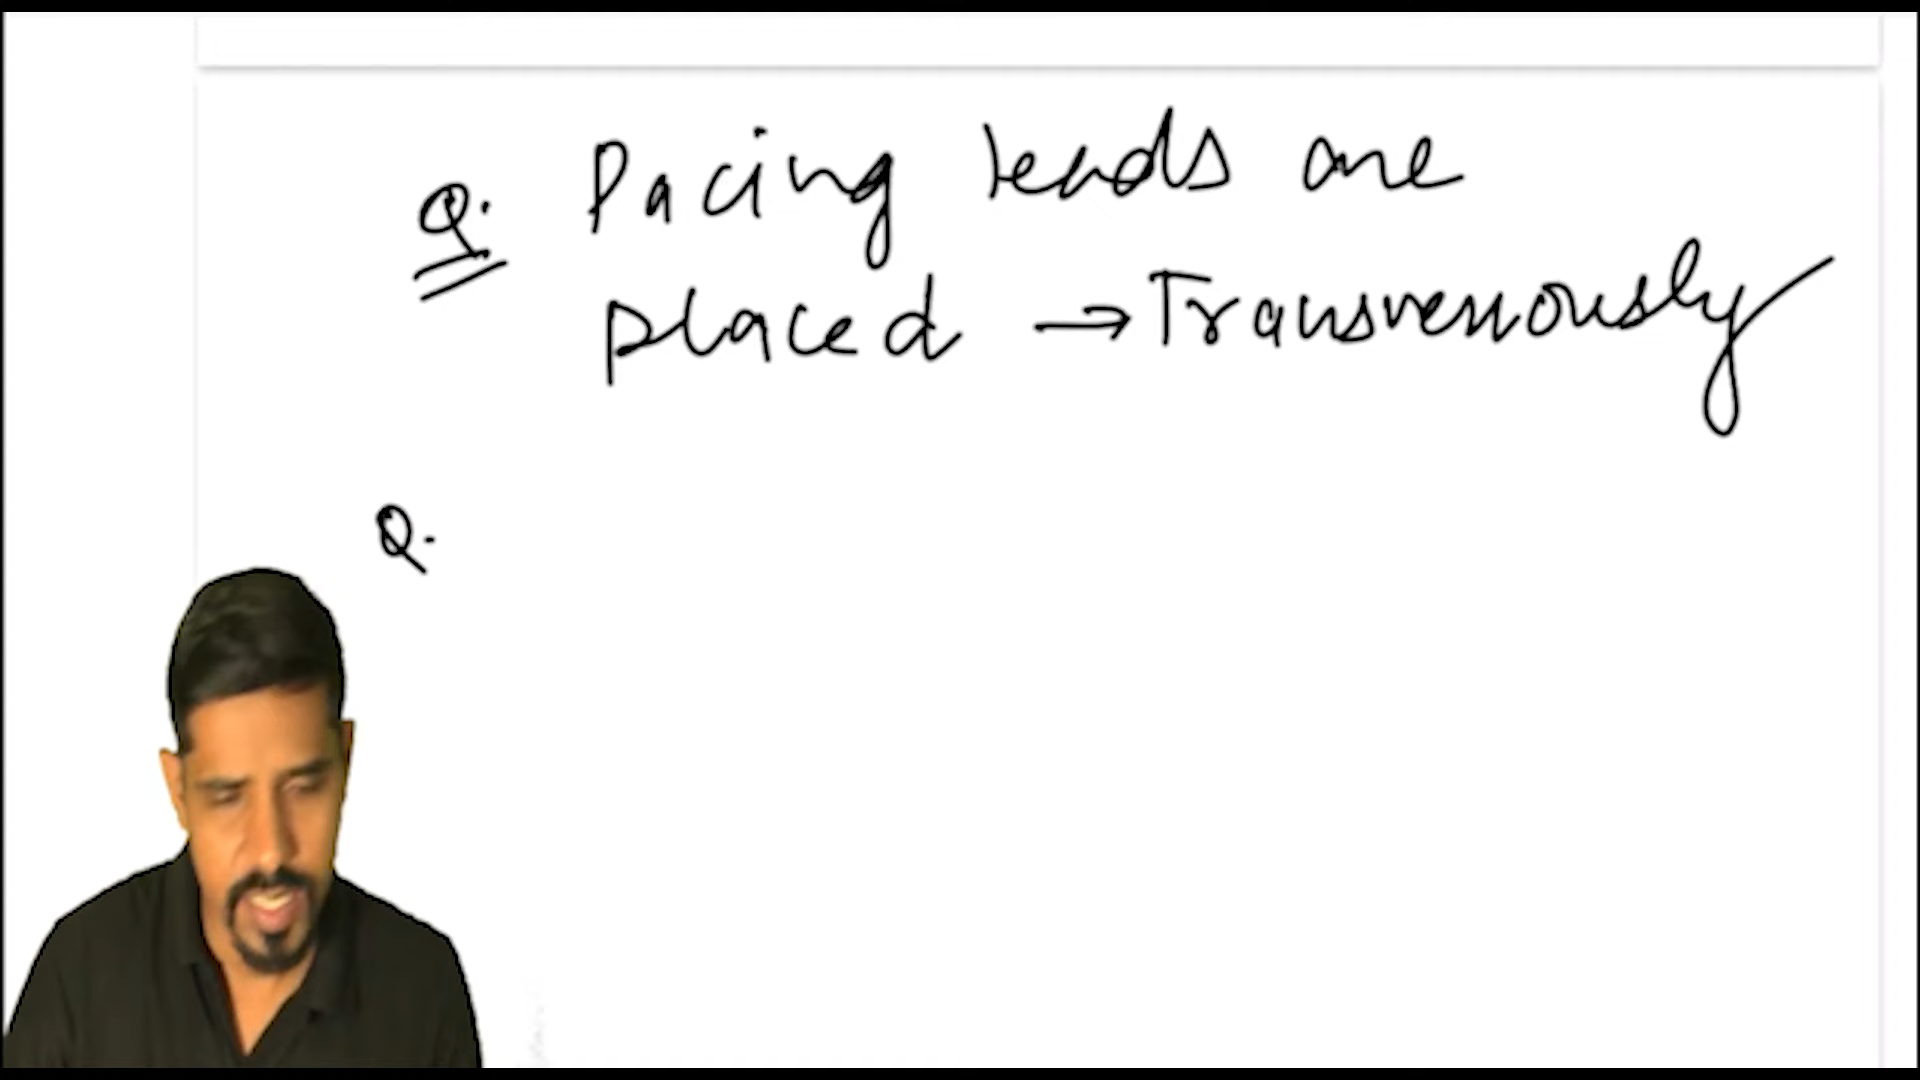 Q. Pacing leads are
placed → Transvenously
Q.